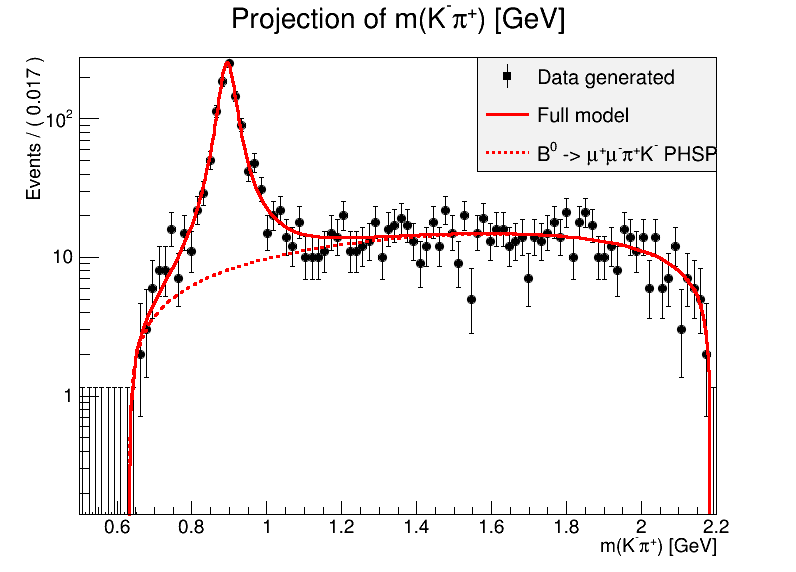 Projection of m(K⁻π⁺) [GeV]
Events / ( 0.017 )
Data generated
Full model
B⁰ -> μ⁺μ⁻π⁺K⁻ PHSP
10²
10
1
0.6 0.8 1 1.2 1.4 1.6 1.8 2 2.2
m(K⁻π⁺) [GeV]